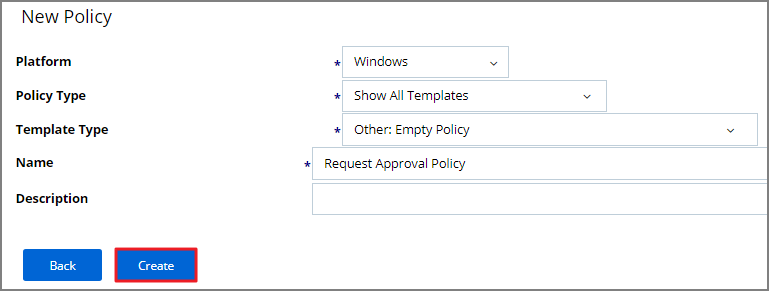 New Policy
Platform * Windows
Policy Type * Show All Templates
Template Type * Other: Empty Policy
Name * Request Approval Policy
Description
Back Create